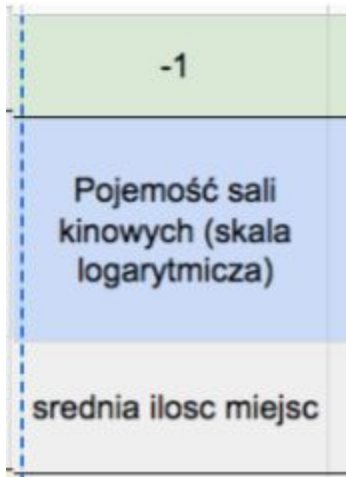 -1
Pojemość sali
kinowych (skala
logarytmicza)
srednia ilosc miejsc